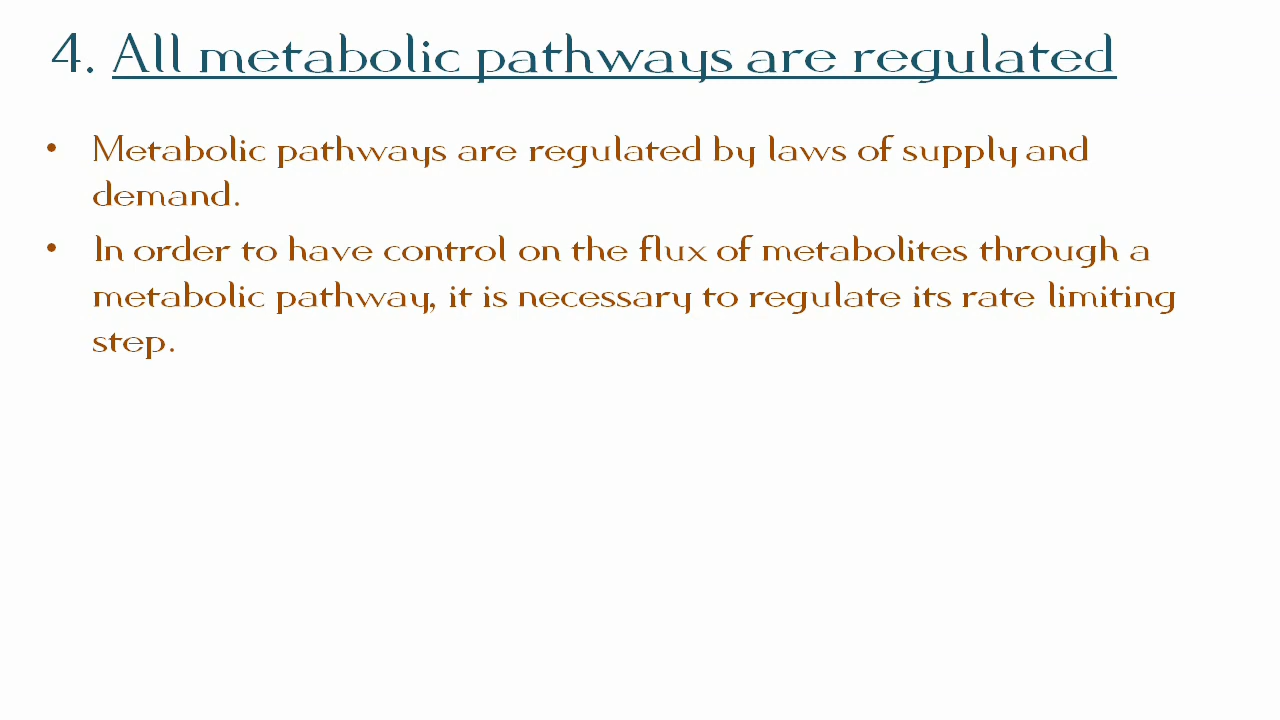 4. All metabolic pathways are regulated
• Metabolic pathways are regulated by laws of supply and
demand.
• In order to have control on the flux of metabolites through a
metabolic pathway, it is necessary to regulate its rate limiting
step.